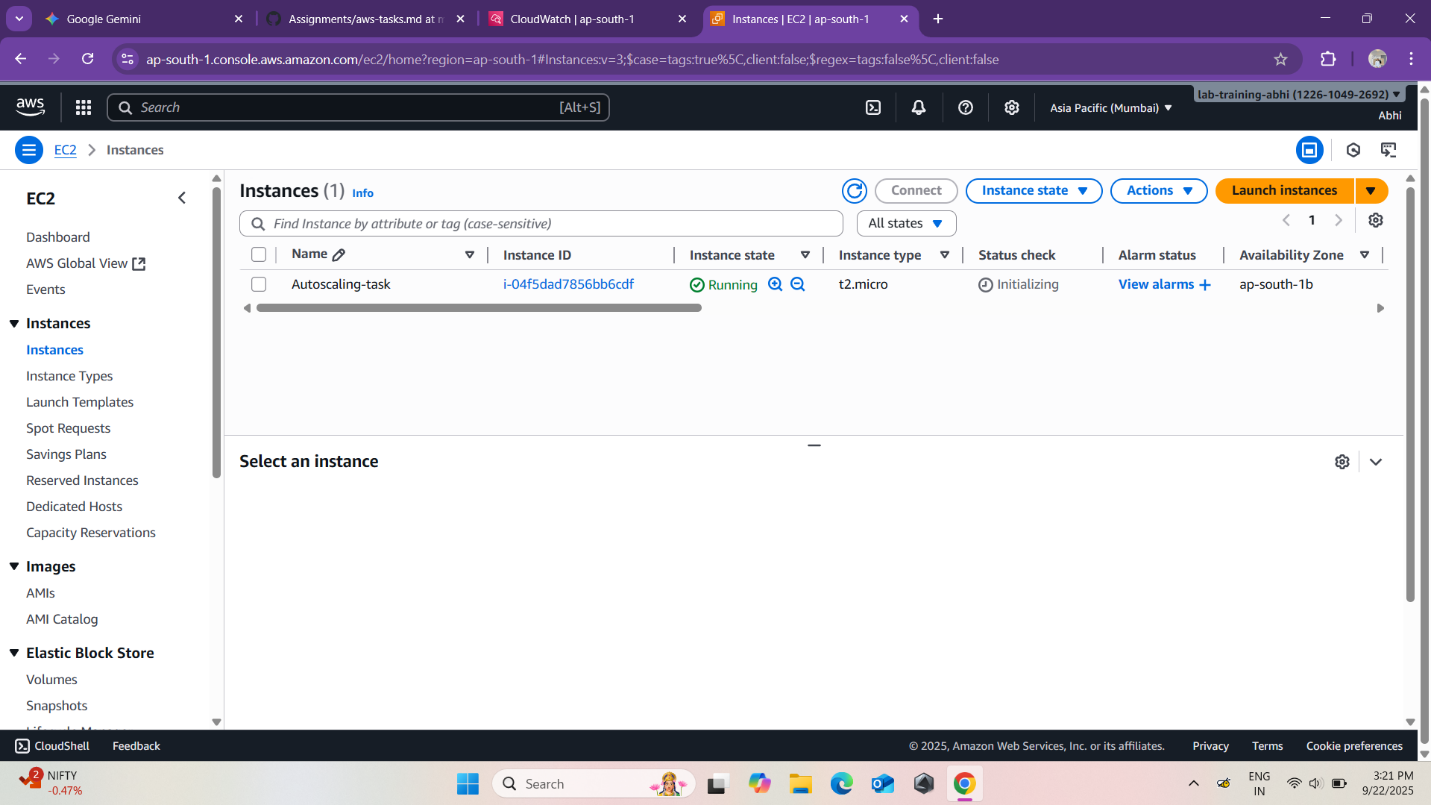 Google Gemini
Assignments/aws-tasks.md at m
CloudWatch | ap-south-1
Instances | EC2 | ap-south-1
ap-south-1.console.aws.amazon.com/ec2/home?region=ap-south-1#Instances:v=3;$case=tags:true%5C,client:false;$regex=tags:false%5C,client:false
aws
Search [Alt+S]
Asia Pacific (Mumbai)
lab-training-abhi (1226-1049-2692)
Abhi
EC2 > Instances
EC2
Dashboard
AWS Global View
Events
Instances
Instances
Instance Types
Launch Templates
Spot Requests
Savings Plans
Reserved Instances
Dedicated Hosts
Capacity Reservations
Images
AMIs
AMI Catalog
Elastic Block Store
Volumes
Snapshots
Instances (1) Info
Connect
Instance state
Actions
Launch instances
Find Instance by attribute or tag (case-sensitive)
All states
1
Name Instance ID Instance state Instance type Status check Alarm status Availability Zone
Autoscaling-task i-04f5dad7856bb6cdf Running t2.micro Initializing View alarms + ap-south-1b
Select an instance
CloudShell Feedback © 2025, Amazon Web Services, Inc. or its affiliates. Privacy Terms Cookie preferences
2
NIFTY
-0.47%
Search
ENG
IN
3:21 PM
9/22/2025